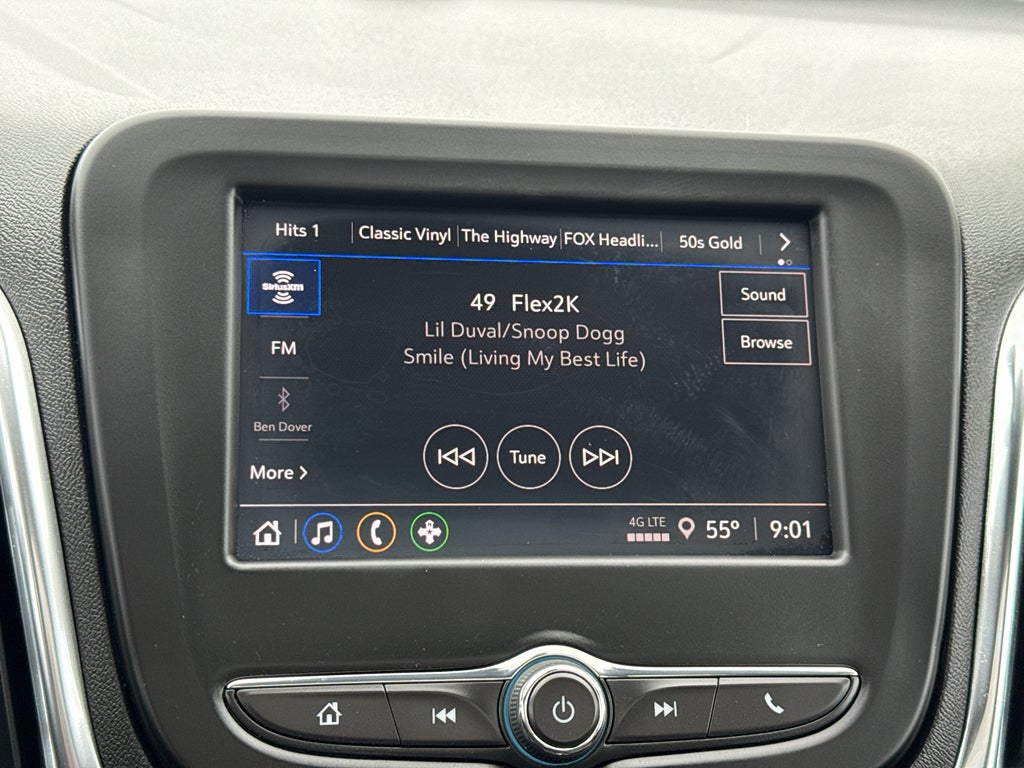 Hits 1
Classic Vinyl
The Highway
FOX Headli...
50s Gold
SiriusXM
49 Flex2K
Sound
Lil Duval/Snoop Dogg
Browse
FM
Smile (Living My Best Life)
Ben Dover
Tune
More
4G LTE
55°
9:01